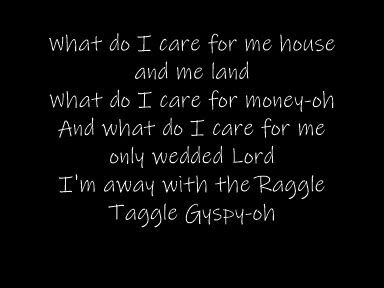 What do I care for me house
and me land
What do I care for money-oh
And what do I care for me
only wedded Lord
I'm away with the Raggle
Taggle Gyspy-oh